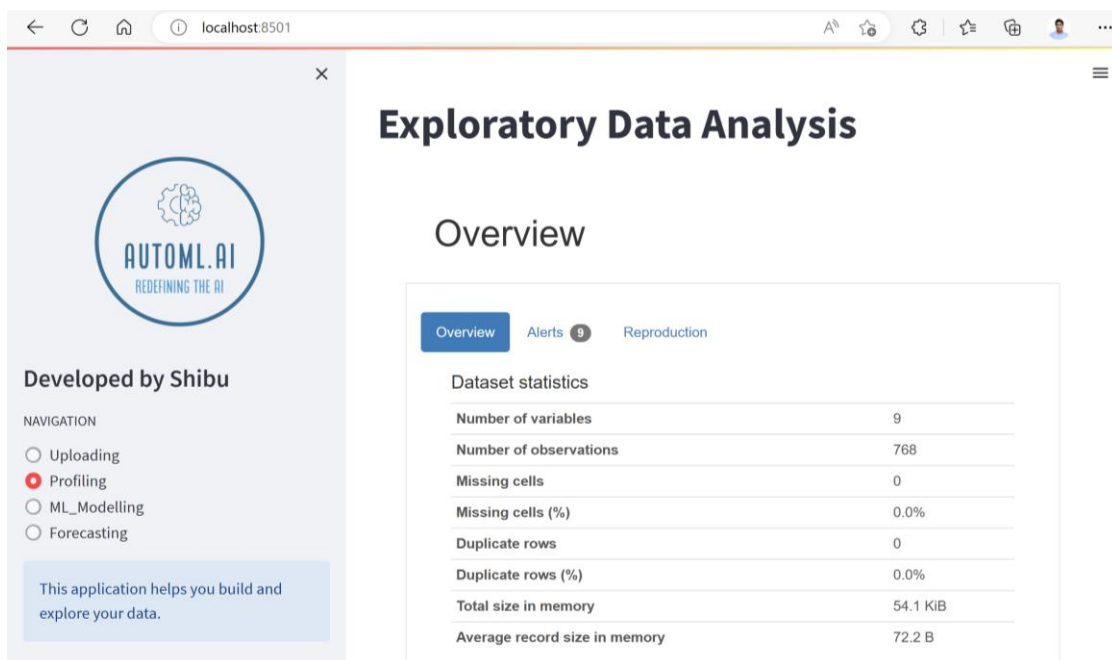 localhost:8501
Exploratory Data Analysis
AUTOML.AI
REDEFINING THE AI
Developed by Shibu
NAVIGATION
Uploading
Profiling
ML_Modelling
Forecasting
This application helps you build and
explore your data.
Overview
Overview Alerts 9 Reproduction
Dataset statistics
Number of variables 9
Number of observations 768
Missing cells 0
Missing cells (%) 0.0%
Duplicate rows 0
Duplicate rows (%) 0.0%
Total size in memory 54.1 KiB
Average record size in memory 72.2 B